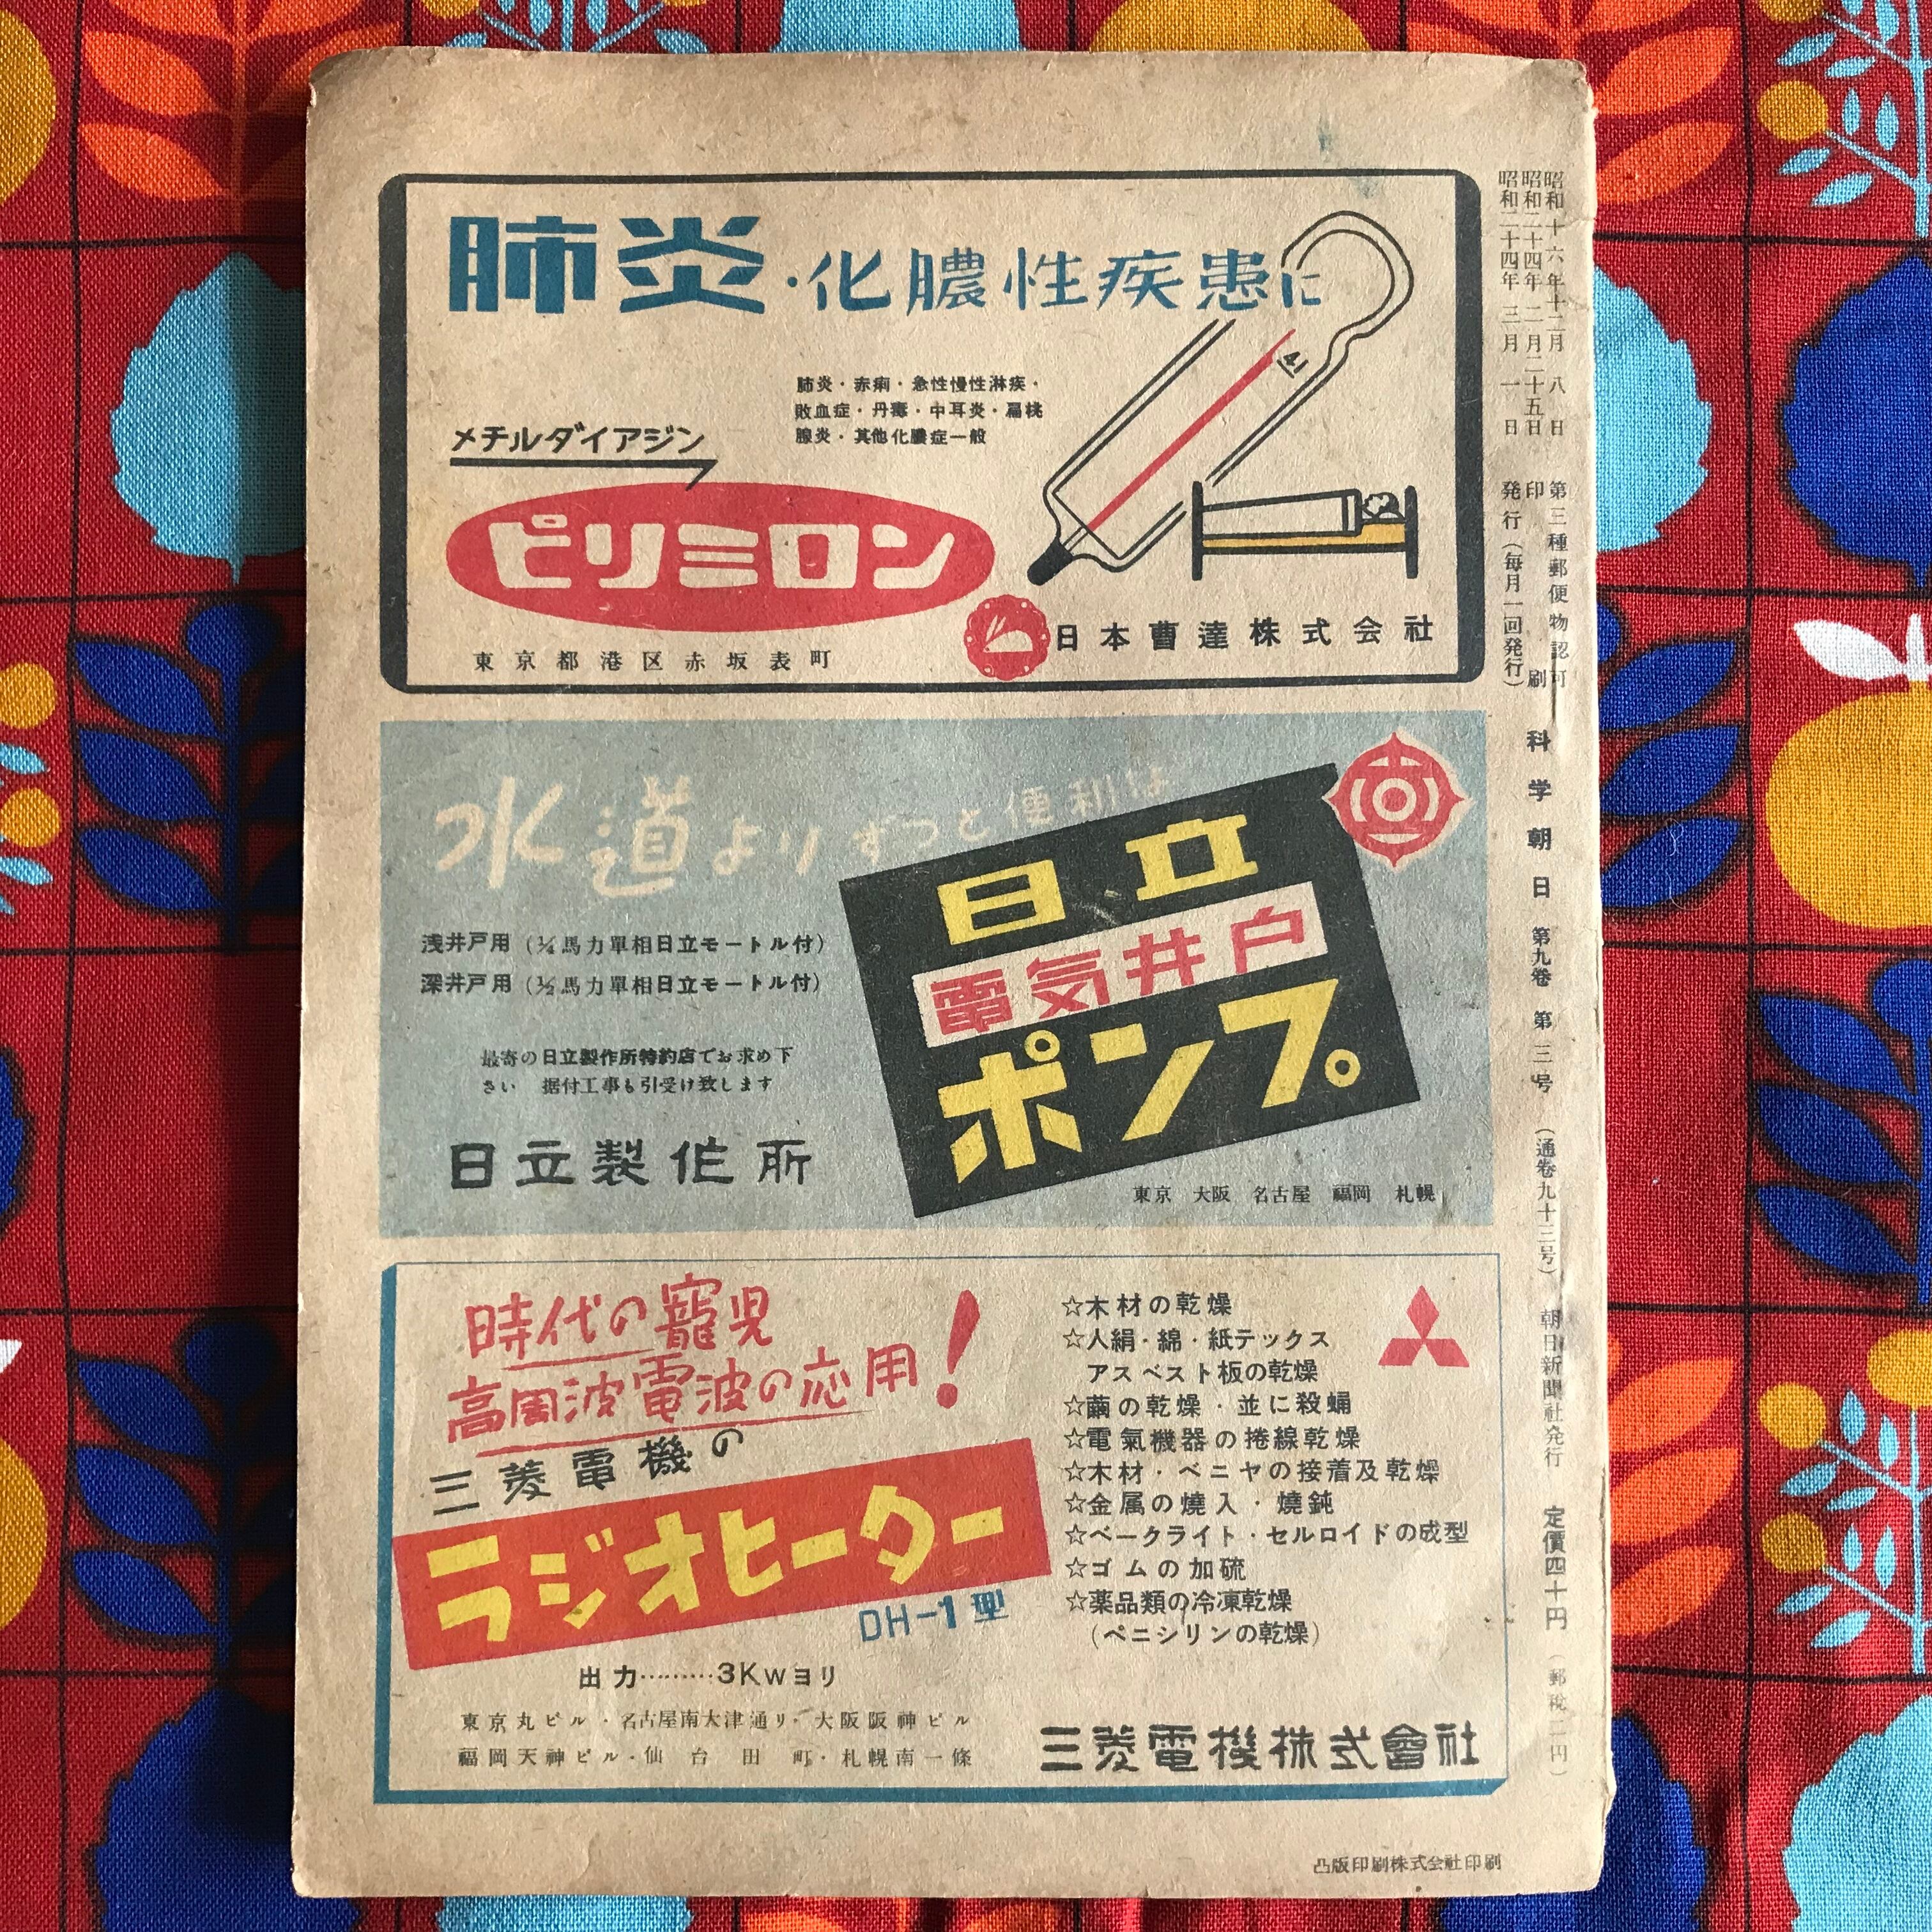 肺炎・化膿性疾患に
肺炎・赤痢・急性慢性淋疾・
敗血症・丹毒・中耳炎・扁桃
腺炎・其他化膿症一般
メチルダイアジン
ピリミロン
日本曹達株式会社
東京都港区赤坂表町
水道よりずつと便利は
日立
電気井戸
ポンプ。
浅井戸用（¼馬力單相日立モートル付）
深井戸用（½馬力單相日立モートル付）
最寄の日立製作所特約店でお求め下
さい 据付工事も引受け致します
日立製作所
東京 大阪 名古屋 福岡 札幌
時代の寵児
高周波電波の応用!
三菱電機の
ラジオヒーター
DH-1型
出力………3KWヨリ
東京丸ビル・名古屋南大津通リ・大阪阪神ビル
福岡天神ビル・仙台田町・札幌南一條
☆木材の乾燥
☆人絹・綿・紙テックス
アスベスト板の乾燥
☆繭の乾燥・並に殺蛹
☆電氣機器の捲線乾燥
☆木材・ベニヤの接着及乾燥
☆金属の燒入・燒鈍
☆ベークライト・セルロイドの成型
☆ゴムの加硫
☆薬品類の冷凍乾燥
（ペニシリンの乾燥）
三菱電機株式會社
昭和十六年十二月八日 第三種郵便物認可
昭和二十四年二月二十五日 印刷
昭和二十四年三月一日 発行（毎月一回発行）
科学朝日 第九巻 第三号 （通巻九十三号） 朝日新聞社発行 定價四十円 （郵税二円）
凸版印刷株式会社印刷